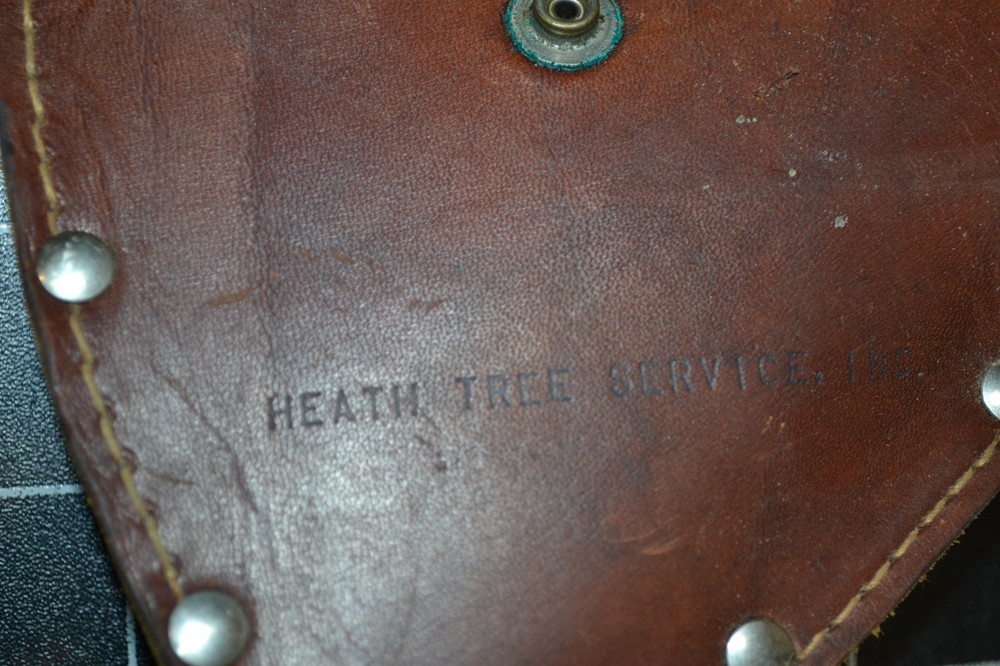 HEATH TREE SERVICE, INC.